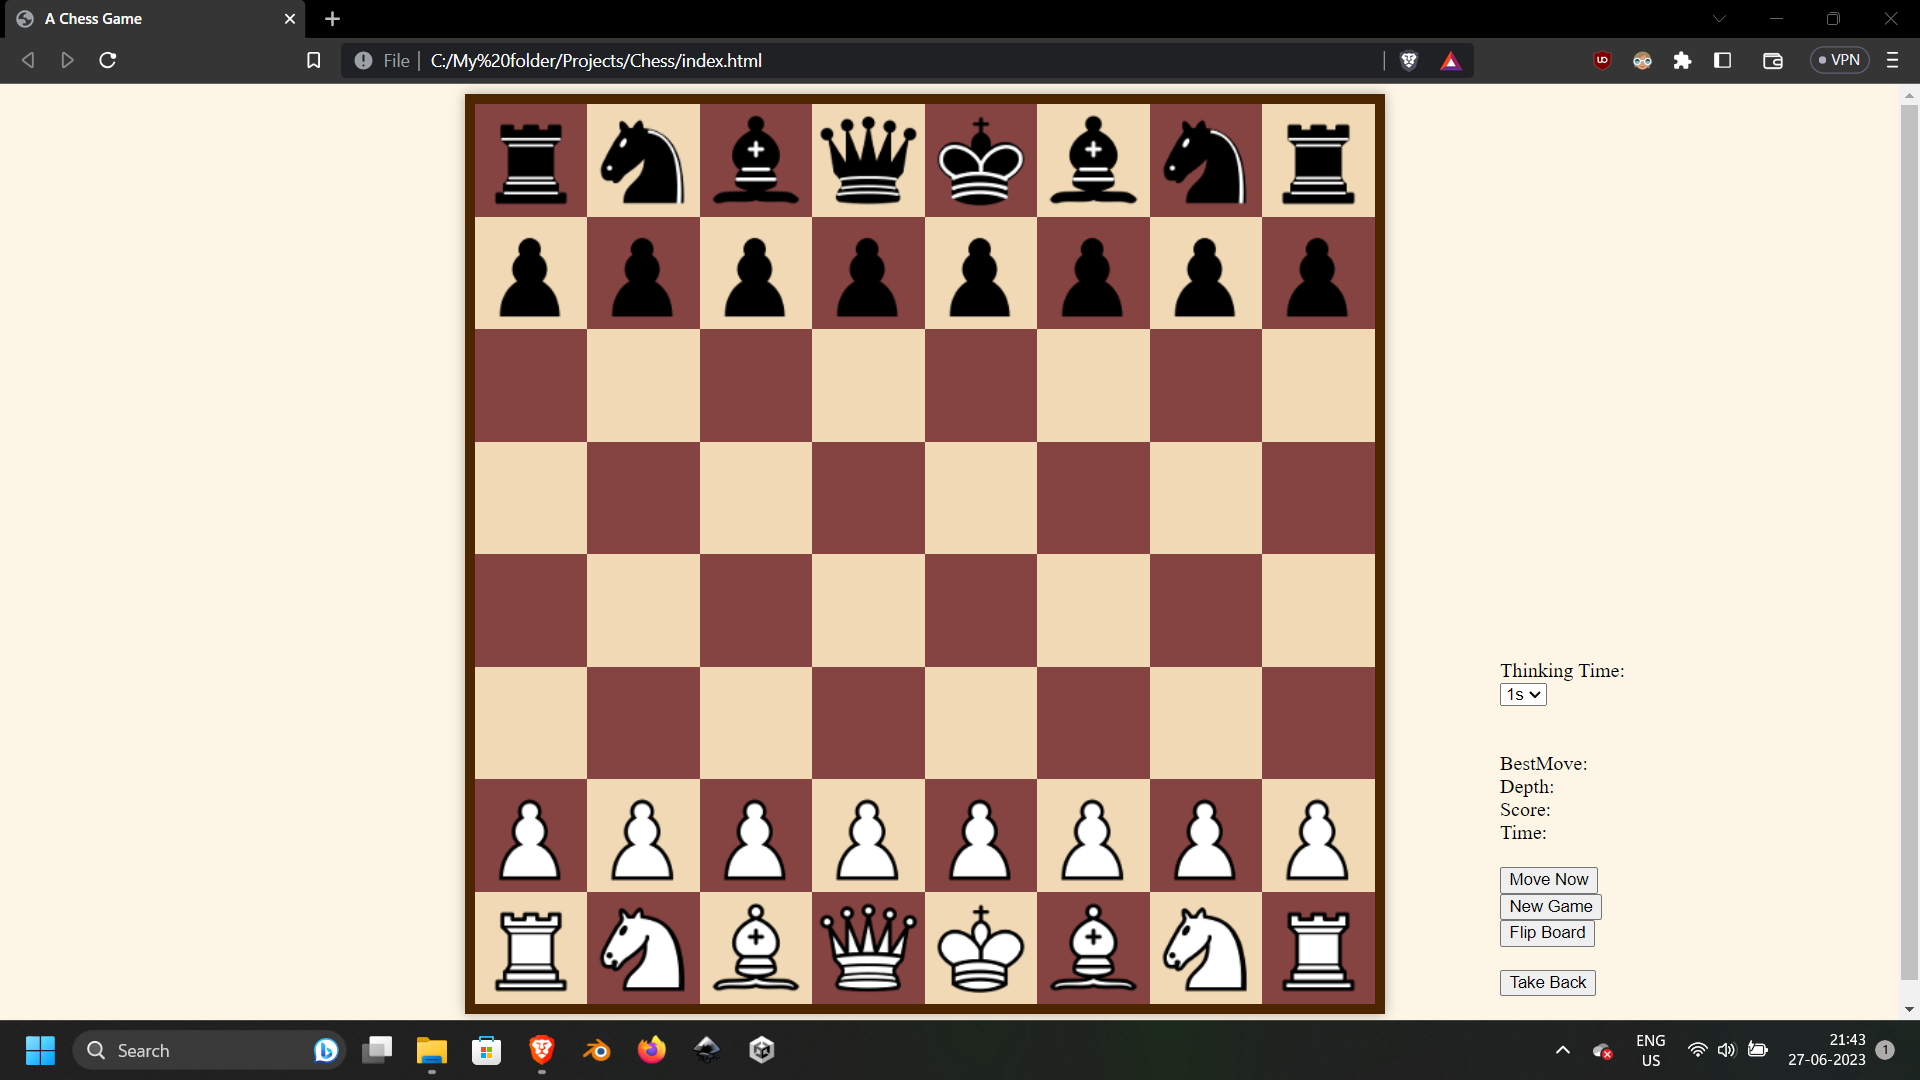 A Chess Game
File
C:/My%20folder/Projects/Chess/index.html
VPN
Thinking Time:
1s
BestMove:
Depth:
Score:
Time:
Move Now
New Game
Flip Board
Take Back
Search
ENG
US
21:43
27-06-2023
1